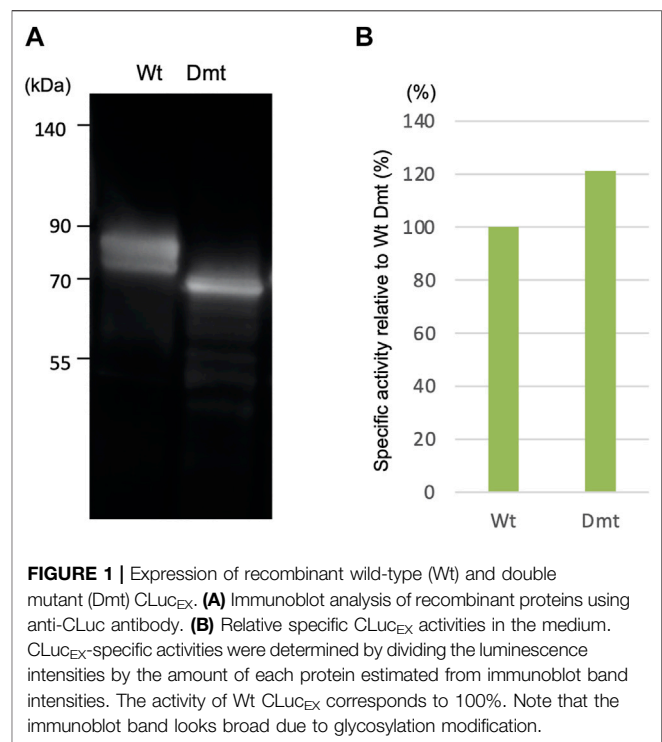 A
B
Wt Dmt
(kDa)
140
90
70
55
(%)
Specific activity relative to Wt Dmt (%)
140
120
100
80
60
40
20
0
Wt Dmt
FIGURE 1 | Expression of recombinant wild-type (Wt) and double
mutant (Dmt) CLucEX. (A) Immunoblot analysis of recombinant proteins using
anti-CLuc antibody. (B) Relative specific CLucEX activities in the medium.
CLucEX-specific activities were determined by dividing the luminescence
intensities by the amount of each protein estimated from immunoblot band
intensities. The activity of Wt CLucEX corresponds to 100%. Note that the
immunoblot band looks broad due to glycosylation modification.